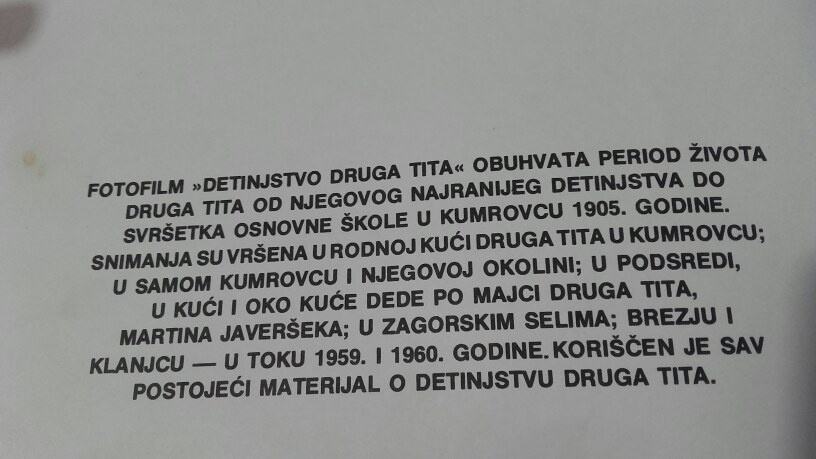 FOTOFILM »DETINJSTVO DRUGA TITA« OBUHVATA PERIOD ŽIVOTA
DRUGA TITA OD NJEGOVOG NAJRANIJEG DETINJSTVA DO
SVRŠETKA OSNOVNE ŠKOLE U KUMROVCU 1905. GODINE.
SNIMANJA SU VRŠENA U RODNOJ KUĆI DRUGA TITA U KUMROVCU;
U SAMOM KUMROVCU I NJEGOVOJ OKOLINI; U PODSREDI,
U KUĆI I OKO KUĆE DEDE PO MAJCI DRUGA TITA,
MARTINA JAVERŠEKA; U ZAGORSKIM SELIMA; BREZJU I
KLANJCU — U TOKU 1959. I 1960. GODINE. KORIŠČEN JE SAV
POSTOJEĆI MATERIJAL O DETINJSTVU DRUGA TITA.